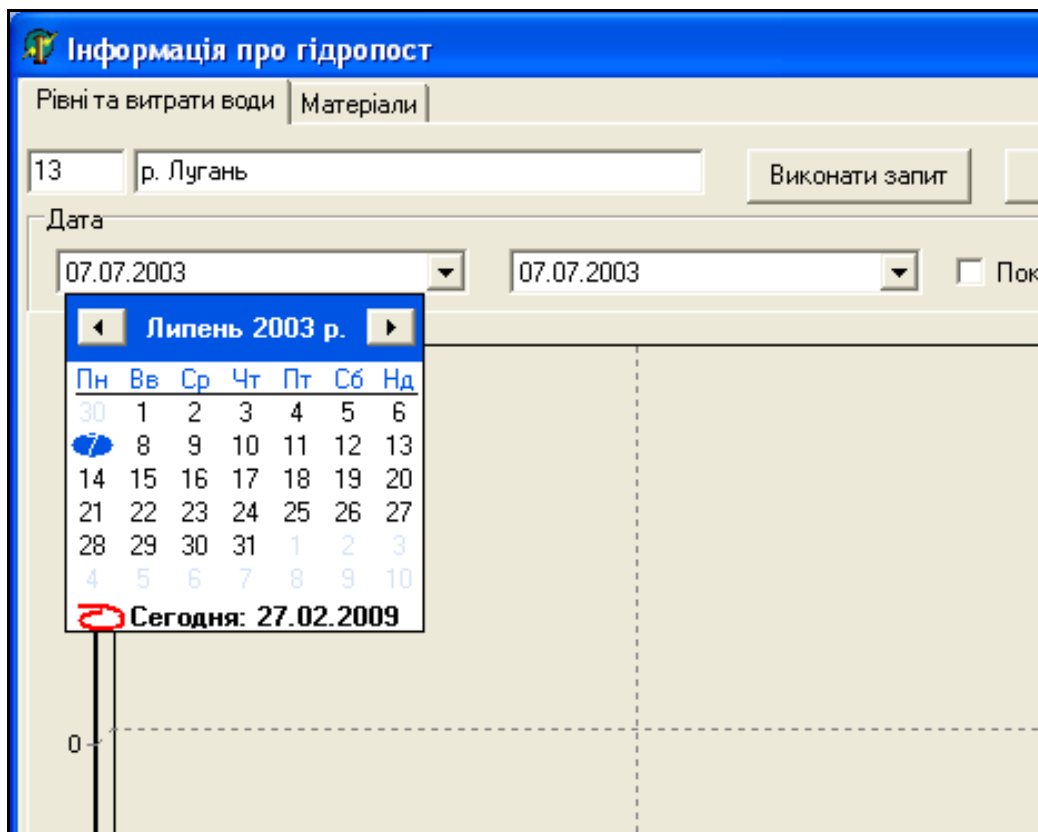 Інформація про гідропост
Рівні та витрати води Матеріали
13 р. Лугань Виконати запит
Дата
07.07.2003 07.07.2003 Пок
Липень 2003 р.
Пн Вв Ср Чт Пт Сб Нд
30 1 2 3 4 5 6
7 8 9 10 11 12 13
14 15 16 17 18 19 20
21 22 23 24 25 26 27
28 29 30 31 1 2 3
4 5 6 7 8 9 10
Сегодня: 27.02.2009
0